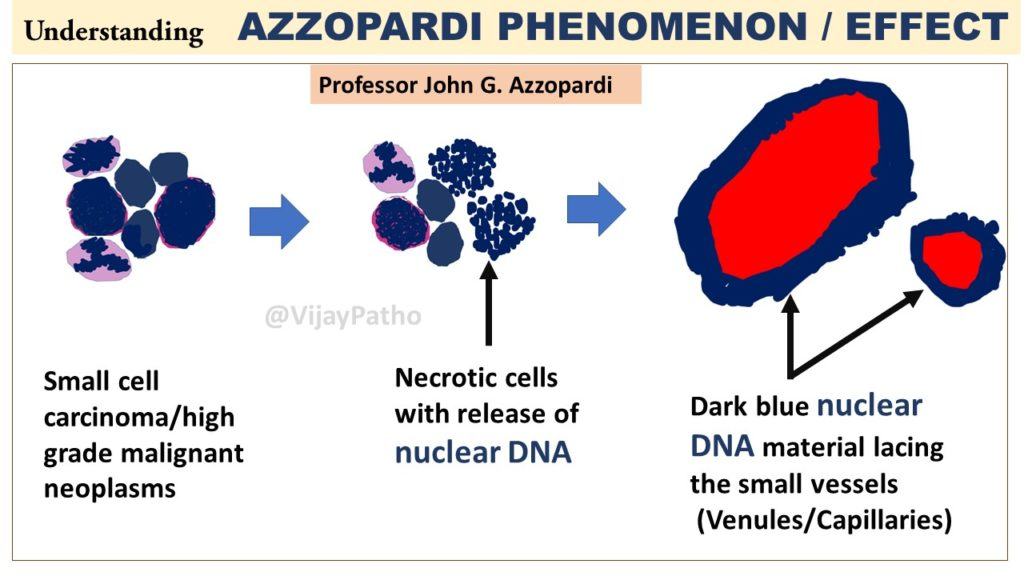 Understanding AZZOPARDI PHENOMENON / EFFECT
Professor John G. Azzopardi
@VijayPatho
Small cell
carcinoma/high
grade malignant
neoplasms
Necrotic cells
with release of
nuclear DNA
Dark blue nuclear
DNA material lacing
the small vessels
(Venules/Capillaries)